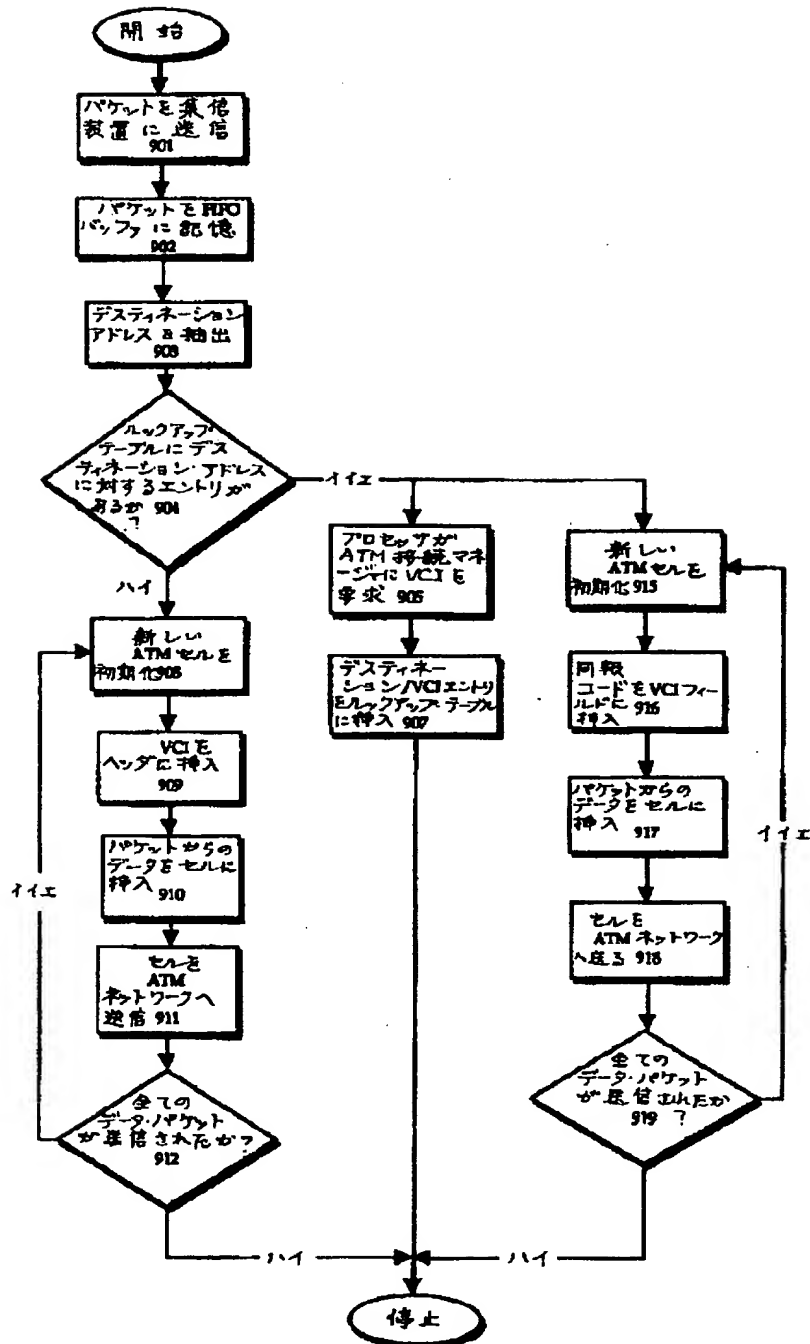 開始
パケットを集信
装置に送信
901
パケットをFIFO
バッファに記憶
902
デスティネーション
アドレスを抽出
903
ルックアップ
テーブルにデス
ティネーション・アドレス
に対するエントリが
あるか 904
?
イイエ
ハイ
プロセッサが
ATM接続マネ
ージャにVCIを
要求 905
デスティネー
ション/VCIエントリ
をルックアップ・テーブル
に挿入 907
新しい
ATMセルを
初期化 908
VCIを
ヘッダに挿入
909
パケットからの
データをセルに
挿入 910
セルを
ATM
ネットワークへ
送信 911
全ての
データ・パケット
が送信されたか?
912
イイエ
ハイ
新しい
ATMセルを
初期化 915
同報
コードをVCIフィー
ルドに 916
挿入
パケットからの
データをセルに
挿入 917
セルを
ATMネットワーク
へ送る 918
全ての
データ・パケット
が送信されたか
919 ?
イイエ
ハイ
停止